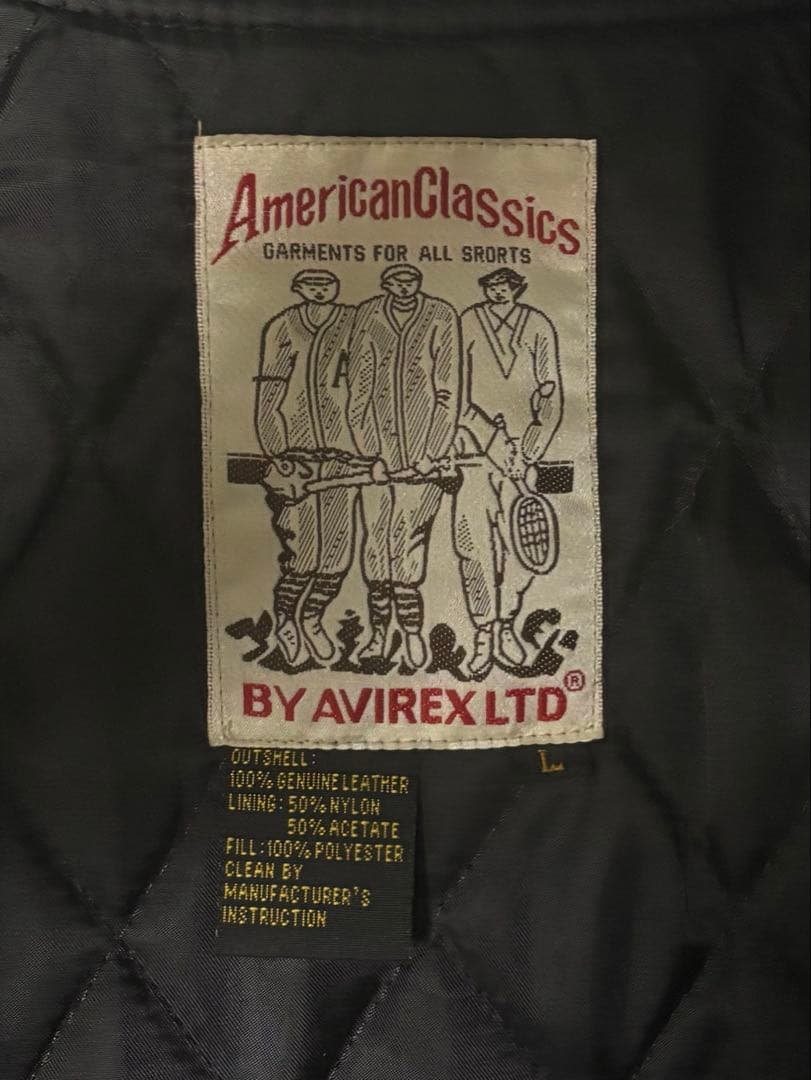 AmericanClassics
GARMENTS FOR ALL SRORTS
A
BY AVIREX LTD®
L
OUTSHELL:
100% GENUINE LEATHER
LINING: 50% NYLON
50% ACETATE
FILL: 100% POLYESTER
CLEAN BY
MANUFACTURER'S
INSTRUCTION